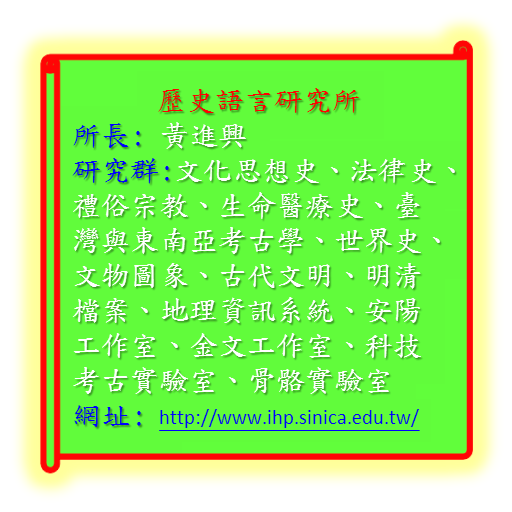 歷史語言研究所
所長: 黃進興
研究群:文化思想史、法律史、
禮俗宗教、生命醫療史、臺
灣與東南亞考古學、世界史、
文物圖象、古代文明、明清
檔案、地理資訊系統、安陽
工作室、金文工作室、科技
考古實驗室、骨骼實驗室
網址: http://www.ihp.sinica.edu.tw/